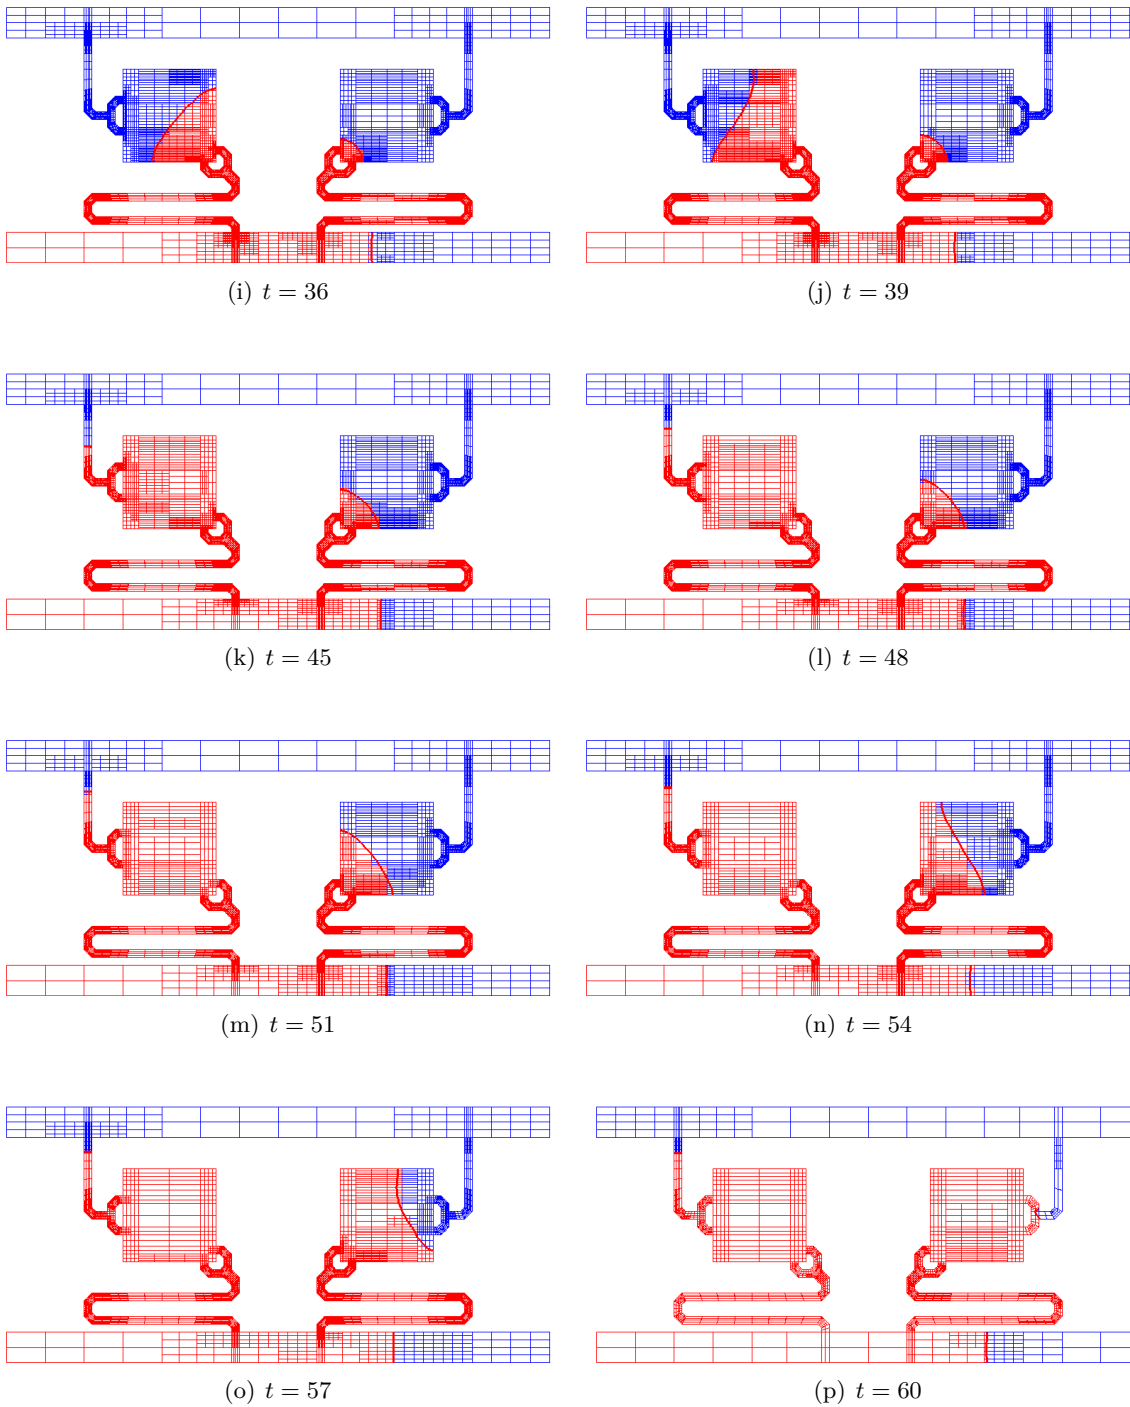 (i) t = 36
(j) t = 39
(k) t = 45
(l) t = 48
(m) t = 51
(n) t = 54
(o) t = 57
(p) t = 60